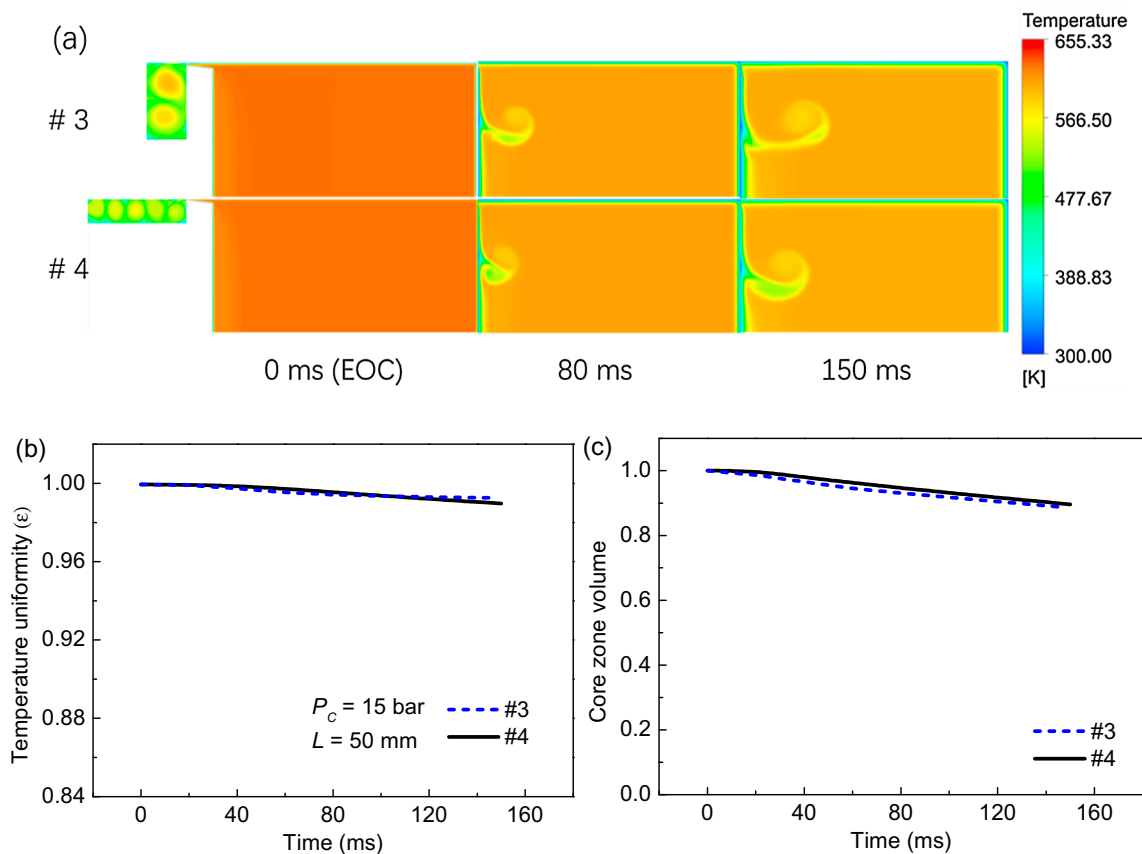 (a)
Temperature
655.33
566.50
477.67
388.83
300.00
[K]
# 3
# 4
0 ms (EOC) 80 ms 150 ms
(b)
Temperature uniformity (ε)
1.00
0.96
0.92
0.88
0.84
P_C = 15 bar
L = 50 mm
#3
#4
0 40 80 120 160
Time (ms)
(c)
Core zone volume
1.0
0.8
0.6
0.4
0.2
0.0
#3
#4
0 40 80 120 160
Time (ms)